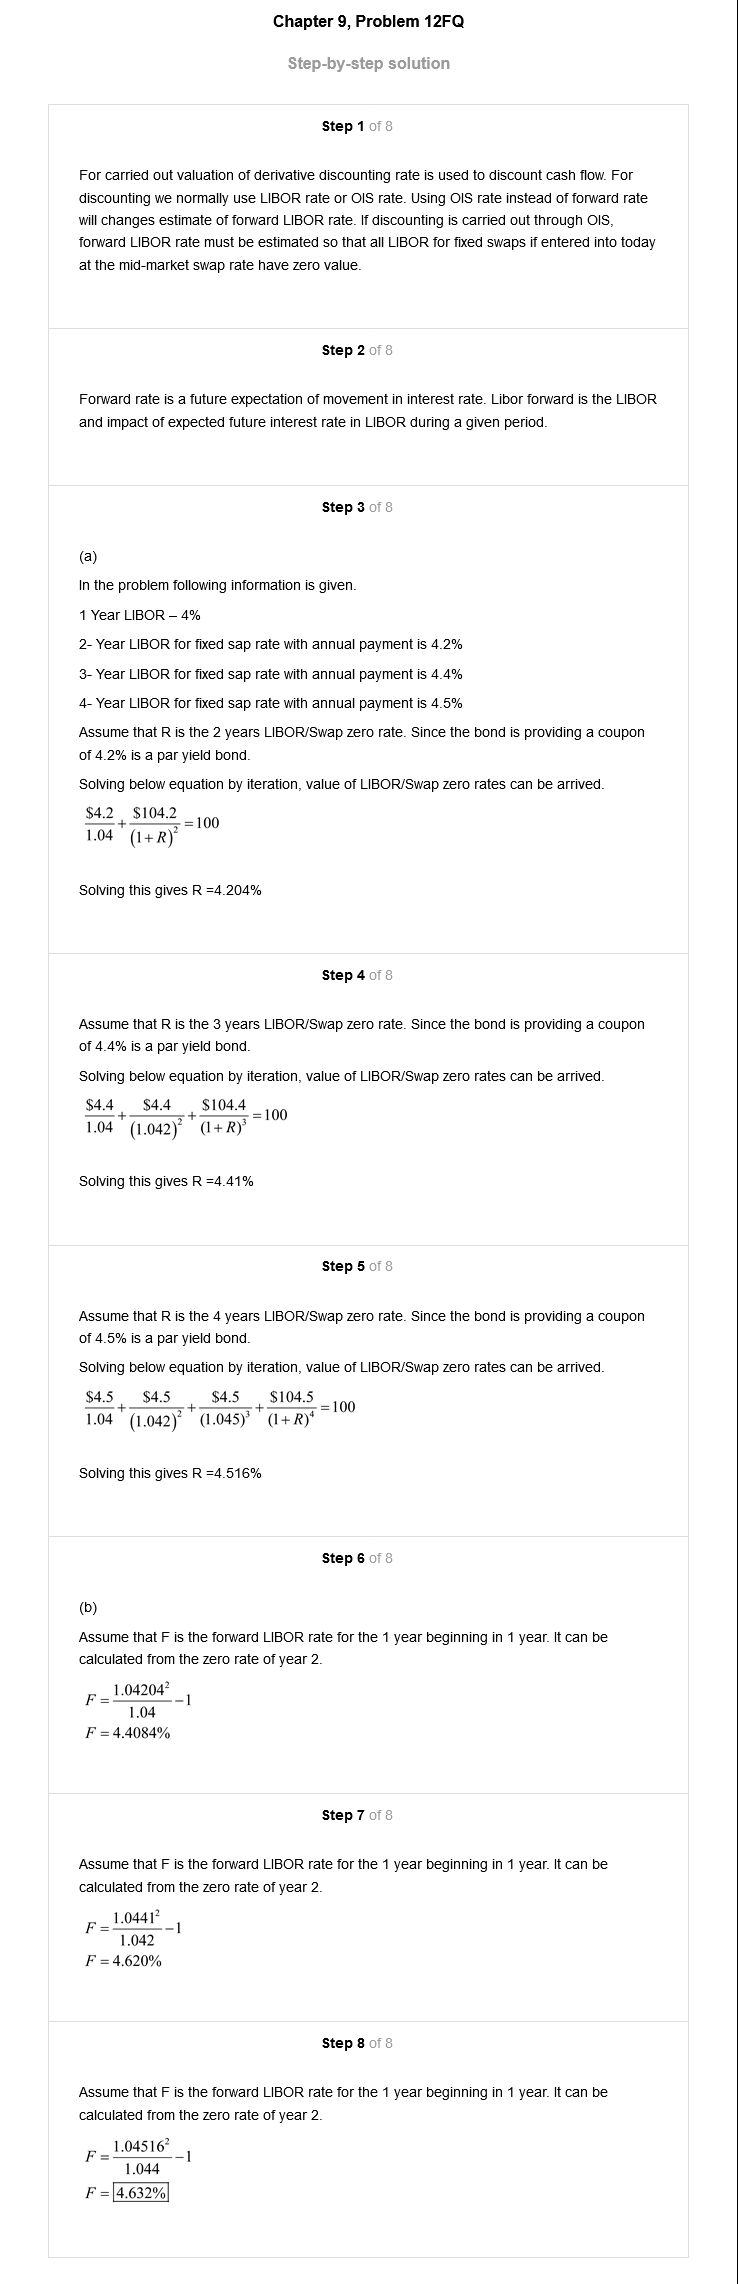 Chapter 9, Problem 12FQ
Step-by-step solution
Step 1 of 8
For carried out valuation of derivative discounting rate is used to discount cash flow. For
discounting we normally use LIBOR rate or OIS rate. Using OIS rate instead of forward rate
will changes estimate of forward LIBOR rate. If discounting is carried out through OIS,
forward LIBOR rate must be estimated so that all LIBOR for fixed swaps if entered into today
at the mid-market swap rate have zero value.
Step 2 of 8
Forward rate is a future expectation of movement in interest rate. Libor forward is the LIBOR
and impact of expected future interest rate in LIBOR during a given period.
Step 3 of 8
(a)
In the problem following information is given.
1 Year LIBOR – 4%
2- Year LIBOR for fixed sap rate with annual payment is 4.2%
3- Year LIBOR for fixed sap rate with annual payment is 4.4%
4- Year LIBOR for fixed sap rate with annual payment is 4.5%
Assume that R is the 2 years LIBOR/Swap zero rate. Since the bond is providing a coupon
of 4.2% is a par yield bond.
Solving below equation by iteration, value of LIBOR/Swap zero rates can be arrived.
$4.2/1.04 + $104.2/(1+R)² = 100
Solving this gives R =4.204%
Step 4 of 8
Assume that R is the 3 years LIBOR/Swap zero rate. Since the bond is providing a coupon
of 4.4% is a par yield bond.
Solving below equation by iteration, value of LIBOR/Swap zero rates can be arrived.
$4.4/1.04 + $4.4/(1.042)² + $104.4/(1+R)³ = 100
Solving this gives R =4.41%
Step 5 of 8
Assume that R is the 4 years LIBOR/Swap zero rate. Since the bond is providing a coupon
of 4.5% is a par yield bond.
Solving below equation by iteration, value of LIBOR/Swap zero rates can be arrived.
$4.5/1.04 + $4.5/(1.042)² + $4.5/(1.045)³ + $104.5/(1+R)⁴ = 100
Solving this gives R =4.516%
Step 6 of 8
(b)
Assume that F is the forward LIBOR rate for the 1 year beginning in 1 year. It can be
calculated from the zero rate of year 2.
F = 1.04204²/1.04 − 1
F = 4.4084%
Step 7 of 8
Assume that F is the forward LIBOR rate for the 1 year beginning in 1 year. It can be
calculated from the zero rate of year 2.
F = 1.0441²/1.042 − 1
F = 4.620%
Step 8 of 8
Assume that F is the forward LIBOR rate for the 1 year beginning in 1 year. It can be
calculated from the zero rate of year 2.
F = 1.04516²/1.044 − 1
F = 4.632%